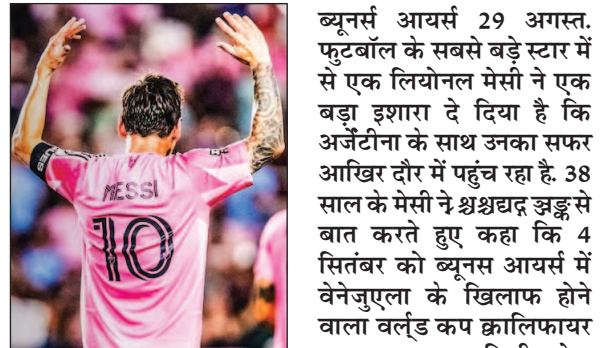 MESSI
10
ब्यूनर्स आयर्स 29 अगस्त.
फुटबॉल के सबसे बड़े स्टार में
से एक लियोनल मेसी ने एक
बड़ा इशारा दे दिया है कि
अर्जेंटीना के साथ उनका सफर
आखिर दौर में पहुंच रहा है. 38
साल के मेसी ने से
बात करते हुए कहा कि 4
सितंबर को ब्यूनस आयर्स में
वेनेजुएला के खिलाफ होने
वाला वर्ल्ड कप क्वालिफायर